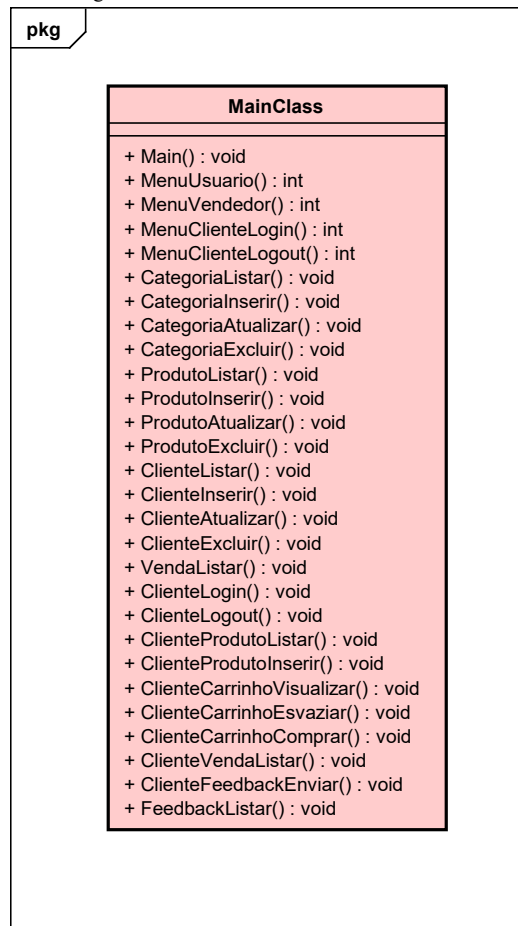 pkg
MainClass
+ Main() : void
+ MenuUsuario() : int
+ MenuVendedor() : int
+ MenuClienteLogin() : int
+ MenuClienteLogout() : int
+ CategoriaListar() : void
+ CategoriaInserir() : void
+ CategoriaAtualizar() : void
+ CategoriaExcluir() : void
+ ProdutoListar() : void
+ ProdutoInserir() : void
+ ProdutoAtualizar() : void
+ ProdutoExcluir() : void
+ ClienteListar() : void
+ ClienteInserir() : void
+ ClienteAtualizar() : void
+ ClienteExcluir() : void
+ VendaListar() : void
+ ClienteLogin() : void
+ ClienteLogout() : void
+ ClienteProdutoListar() : void
+ ClienteProdutoInserir() : void
+ ClienteCarrinhoVisualizar() : void
+ ClienteCarrinhoEsvaziar() : void
+ ClienteCarrinhoComprar() : void
+ ClienteVendaListar() : void
+ ClienteFeedbackEnviar() : void
+ FeedbackListar() : void